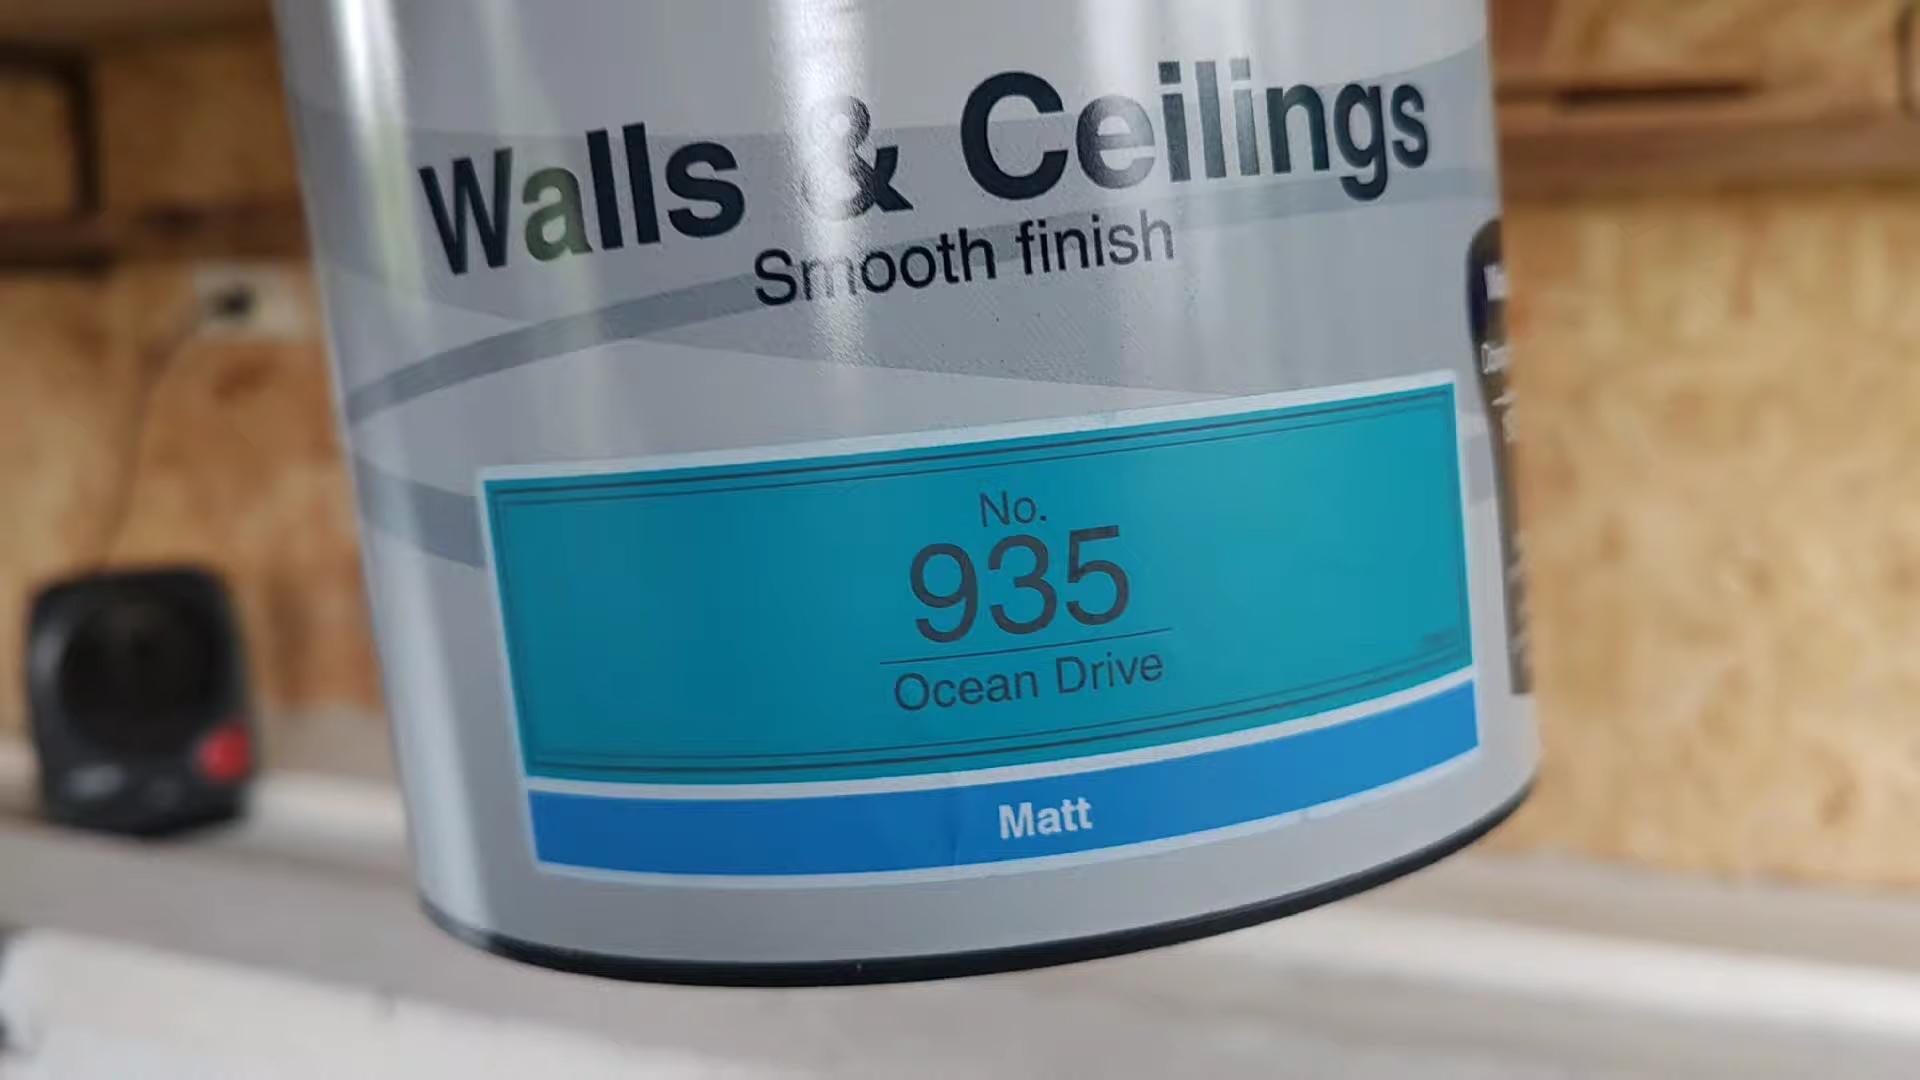 Walls & Ceilings
Smooth finish
No.
935
Ocean Drive
Matt